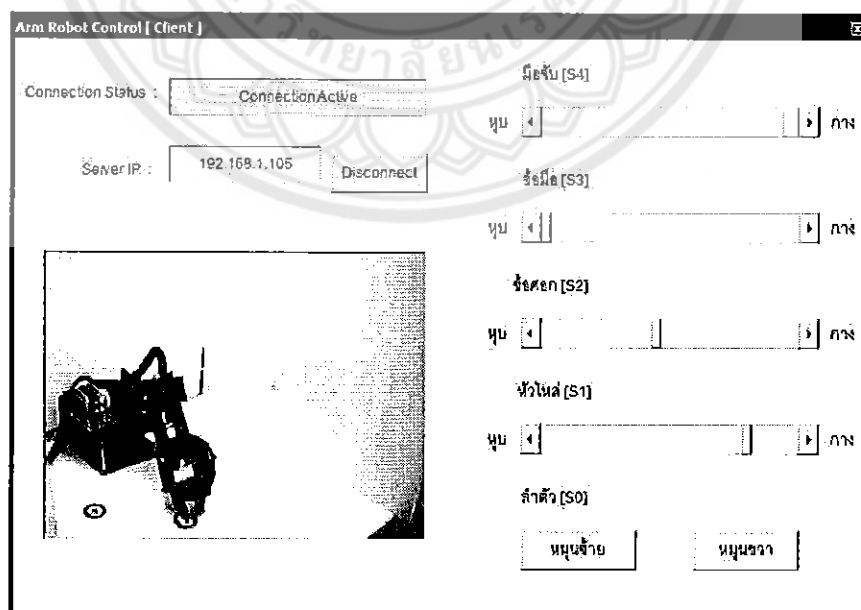 Arm Robot Control [ Client ]
Connection Status :
Connection Active
Server IP :
192.168.1.105
Disconnect
มือจับ [S4]
หุบ
กาง
ข้อมือ [S3]
หุบ
กาง
ข้อศอก [S2]
หุบ
กาง
หัวไหล่ [S1]
หุบ
กาง
ลำตัว [S0]
หมุนซ้าย
หมุนขวา